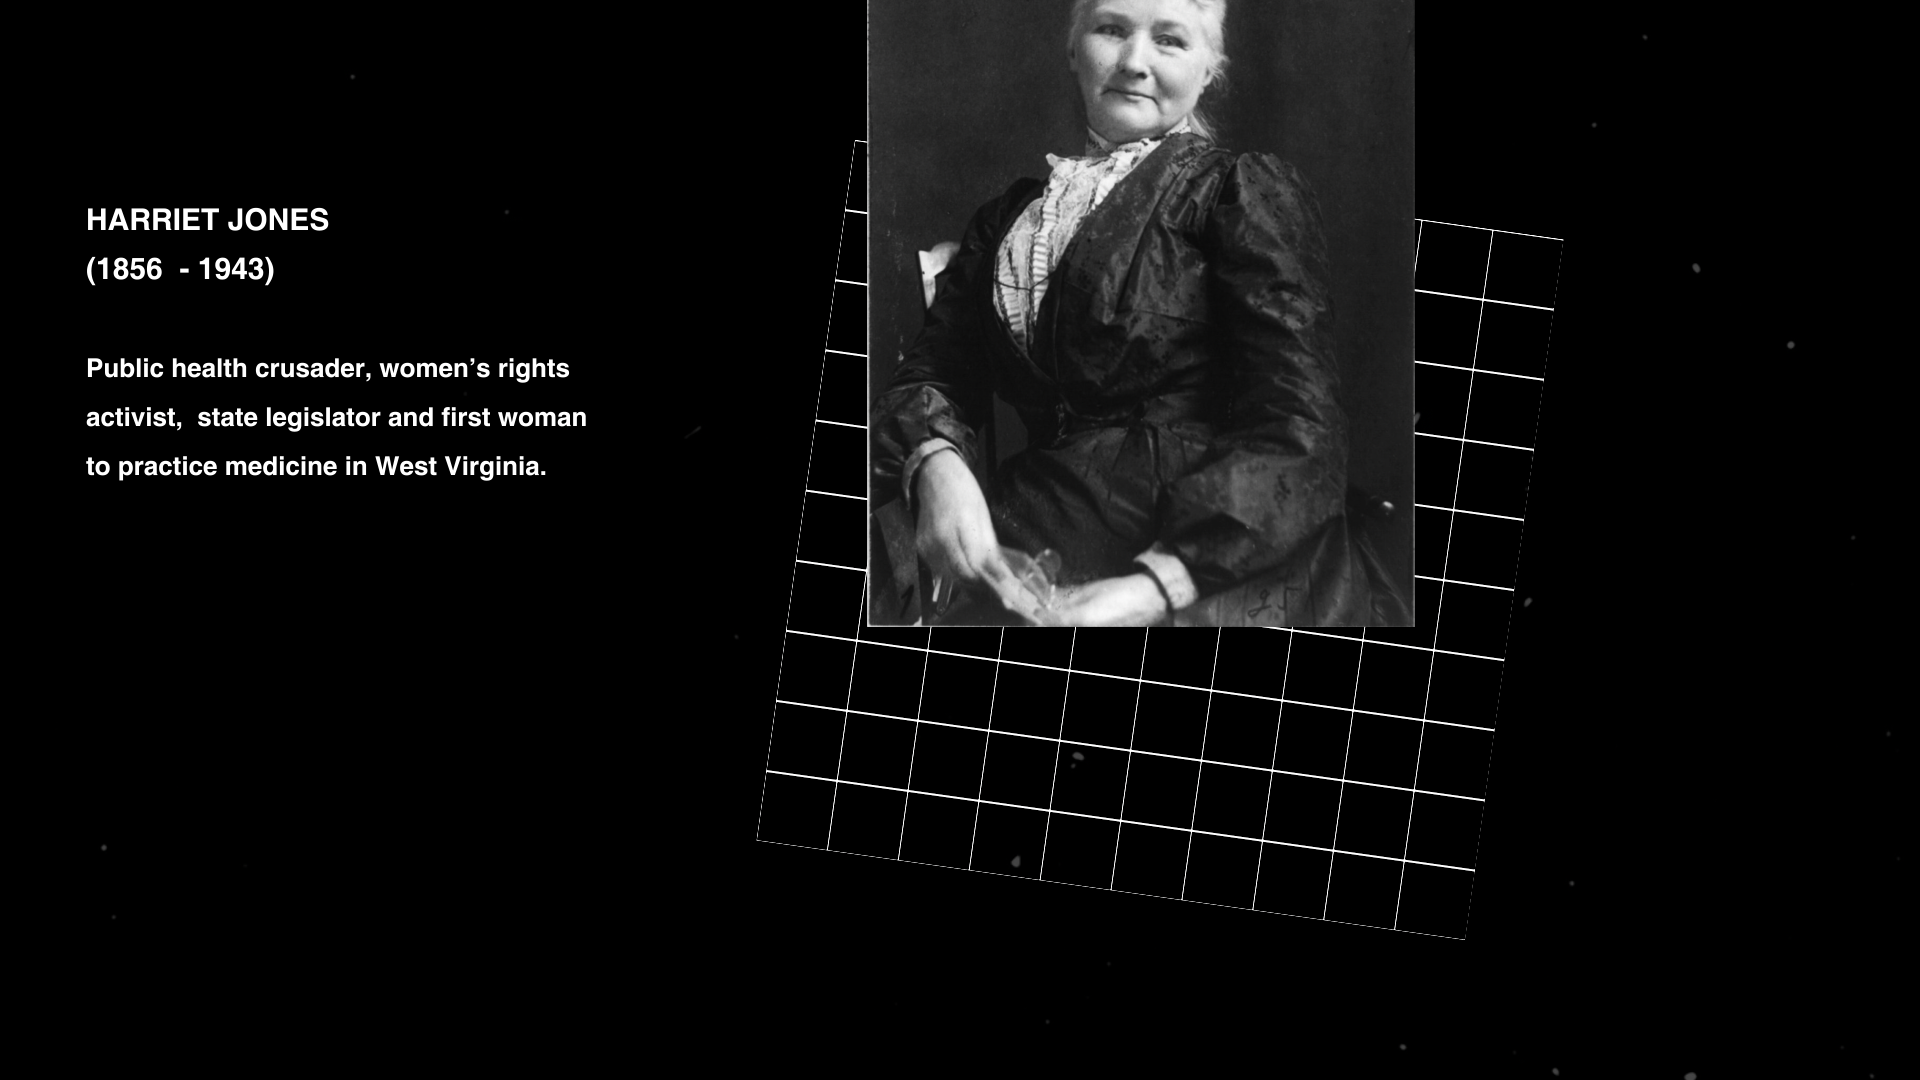 HARRIET JONES
(1856  - 1943)
Public health crusader, women’s rights
activist,  state legislator and first woman
to practice medicine in West Virginia.